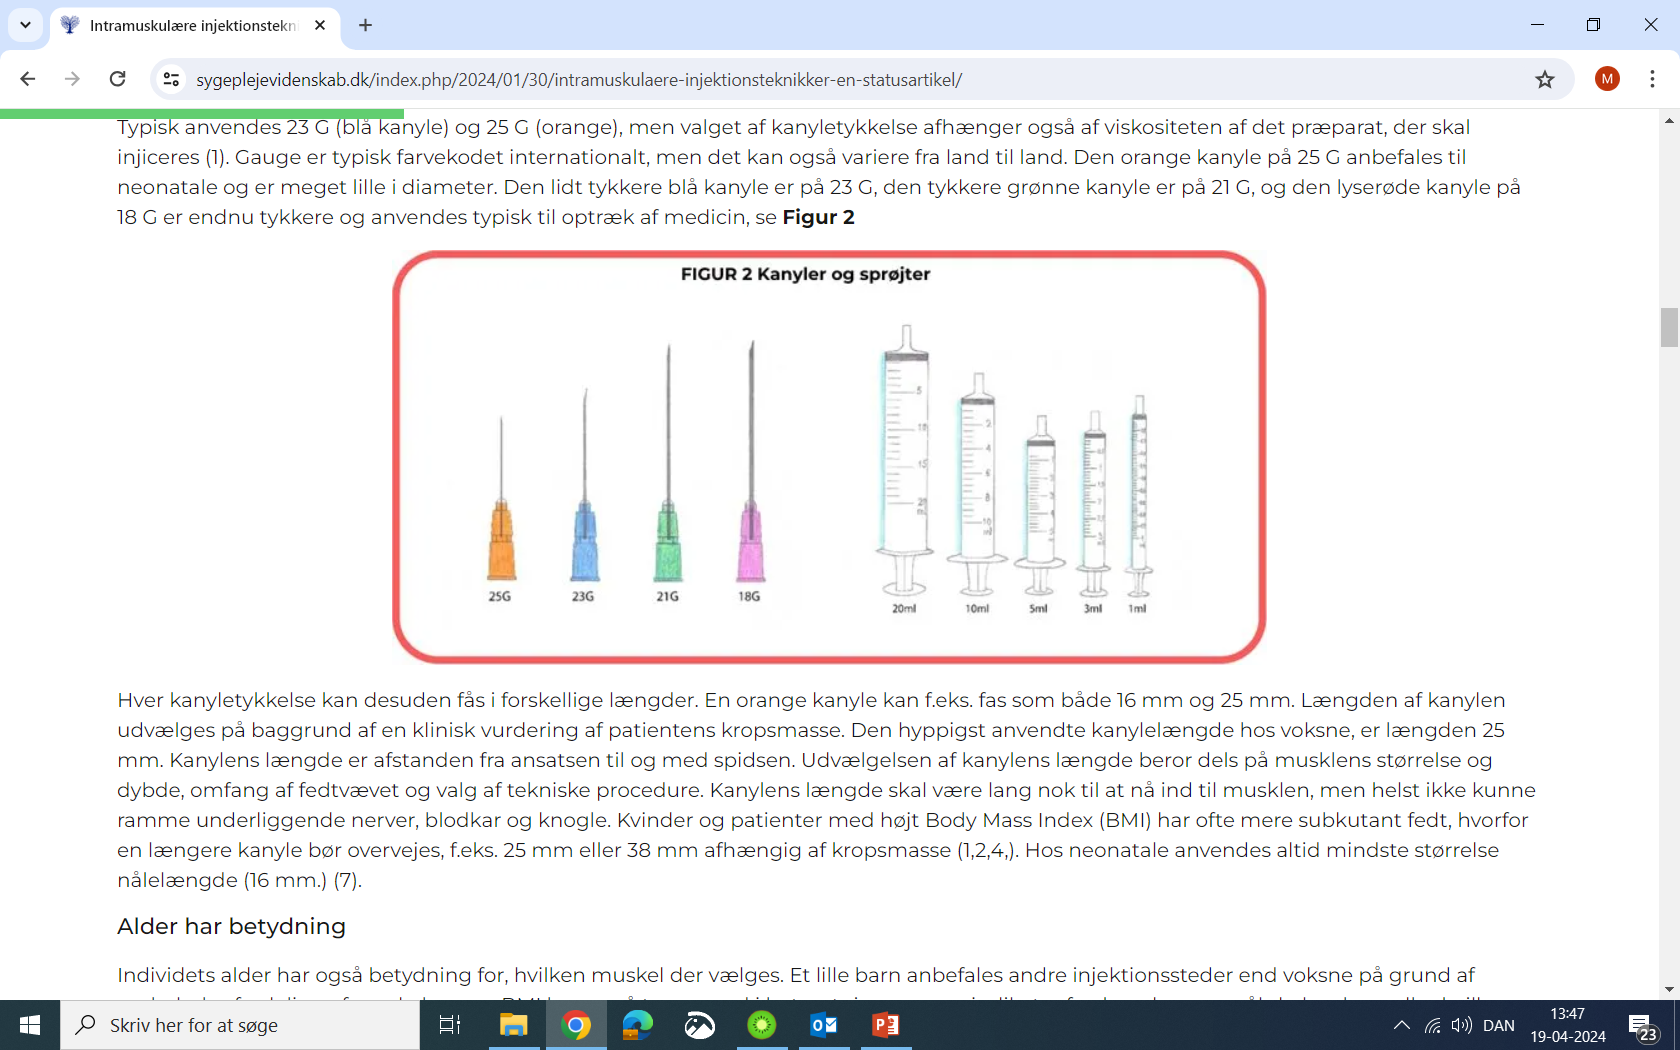 Intramuskulære injektionstekni
sygeplejevidenskab.dk/index.php/2024/01/30/intramuskulaere-injektionsteknikker-en-statusartikel/
M
Typisk anvendes 23 G (blå kanyle) og 25 G (orange), men valget af kanyletykkelse afhænger også af viskositeten af det præparat, der skal
injiceres (1). Gauge er typisk farvekodet internationalt, men det kan også variere fra land til land. Den orange kanyle på 25 G anbefales til
neonatale og er meget lille i diameter. Den lidt tykkere blå kanyle er på 23 G, den tykkere grønne kanyle er på 21 G, og den lyserøde kanyle på
18 G er endnu tykkere og anvendes typisk til optræk af medicin, se Figur 2
FIGUR 2 Kanyler og sprøjter
25G 23G 21G 18G 20ml 10ml 5ml 3ml 1ml
Hver kanyletykkelse kan desuden fås i forskellige længder. En orange kanyle kan f.eks. fas som både 16 mm og 25 mm. Længden af kanylen
udvælges på baggrund af en klinisk vurdering af patientens kropsmasse. Den hyppigst anvendte kanylelængde hos voksne, er længden 25
mm. Kanylens længde er afstanden fra ansatsen til og med spidsen. Udvælgelsen af kanylens længde beror dels på musklens størrelse og
dybde, omfang af fedtvævet og valg af tekniske procedure. Kanylens længde skal være lang nok til at nå ind til musklen, men helst ikke kunne
ramme underliggende nerver, blodkar og knogle. Kvinder og patienter med højt Body Mass Index (BMI) har ofte mere subkutant fedt, hvorfor
en længere kanyle bør overvejes, f.eks. 25 mm eller 38 mm afhængig af kropsmasse (1,2,4,). Hos neonatale anvendes altid mindste størrelse
nålelængde (16 mm.) (7).
Alder har betydning
Individets alder har også betydning for, hvilken muskel der vælges. Et lille barn anbefales andre injektionssteder end voksne på grund af
Skriv her for at søge
DAN
13:47
19-04-2024
23